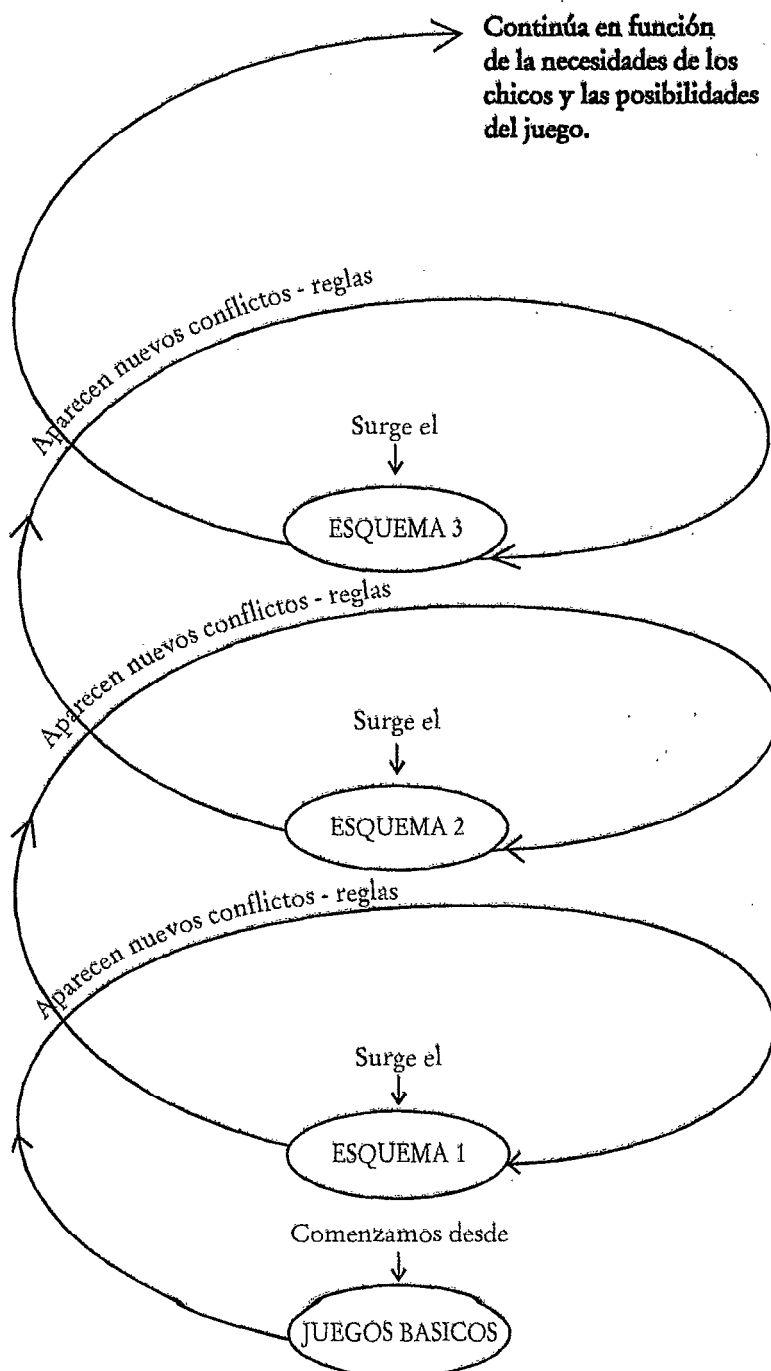 Continúa en función
de la necesidades de los
chicos y las posibilidades
del juego.
Aparecen nuevos conflictos - reglas
Surge el
ESQUEMA 3
Aparecen nuevos conflictos - reglas
Surge el
ESQUEMA 2
Aparecen nuevos conflictos - reglas
Surge el
ESQUEMA 1
Comenzamos desde
JUEGOS BASICOS